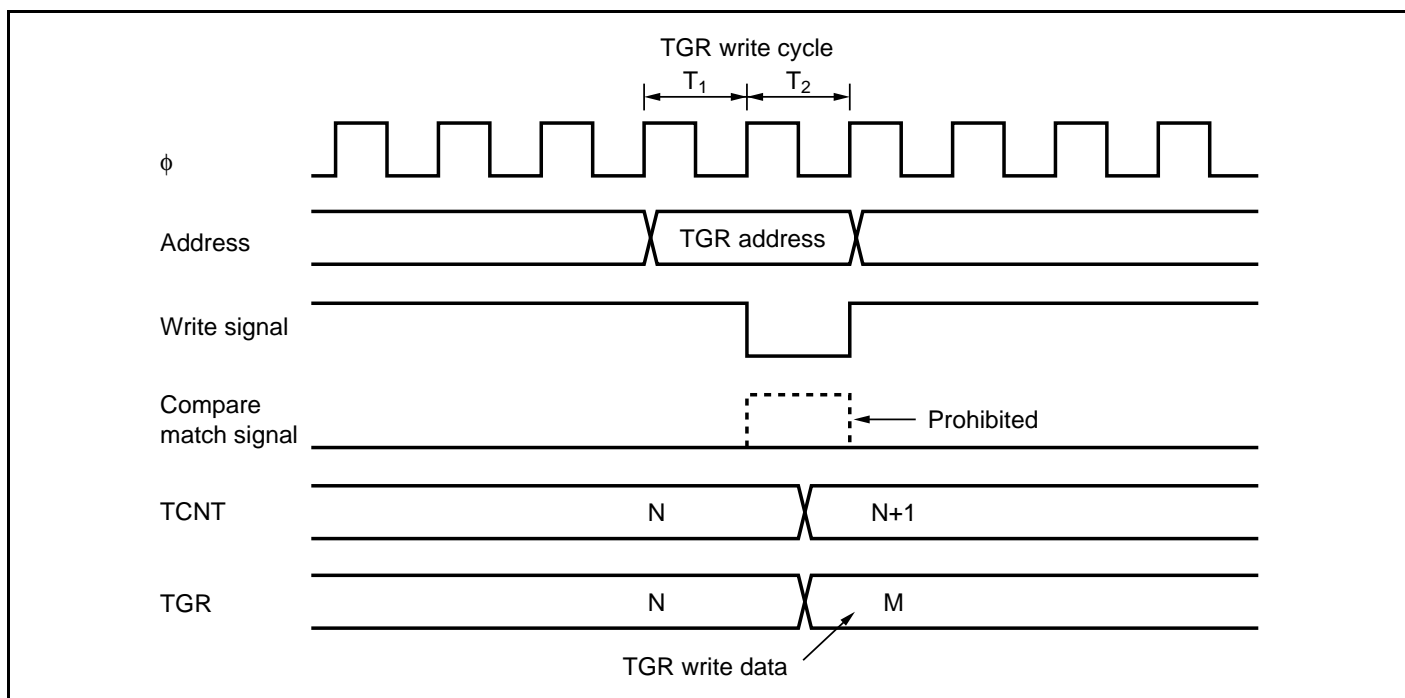 TGR write cycle
T1 T2
ϕ
Address
TGR address
Write signal
Compare
match signal
Prohibited
TCNT
N
N+1
TGR
N
M
TGR write data